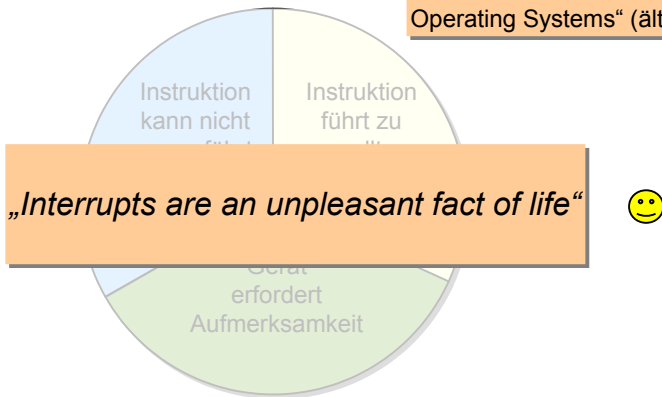 Operating Systems“ (ält
Instruktion
kann nicht
Instruktion
führt zu
„Interrupts are an unpleasant fact of life“
Gerät
erfordert
Aufmerksamkeit